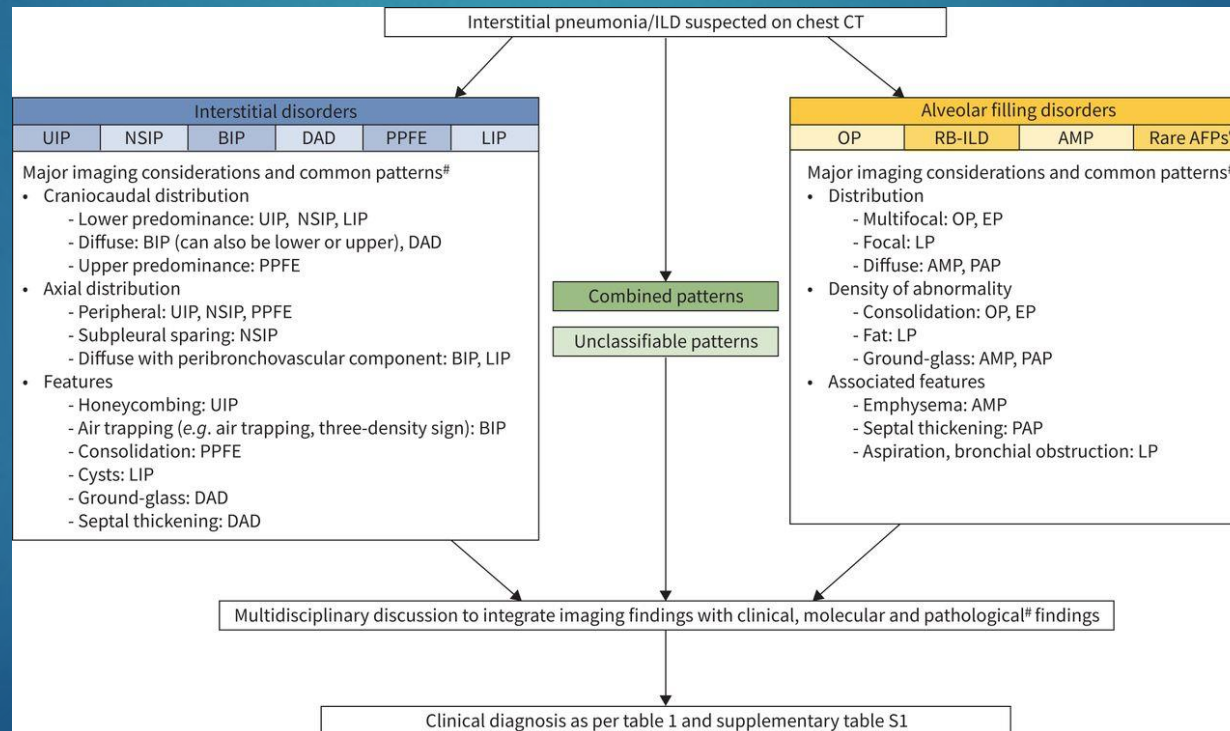 Interstitial pneumonia/ILD suspected on chest CT
Interstitial disorders
UIP NSIP BIP DAD PPFE LIP
Major imaging considerations and common patterns#
• Craniocaudal distribution
- Lower predominance: UIP, NSIP, LIP
- Diffuse: BIP (can also be lower or upper), DAD
- Upper predominance: PPFE
• Axial distribution
- Peripheral: UIP, NSIP, PPFE
- Subpleural sparing: NSIP
- Diffuse with peribronchovascular component: BIP, LIP
• Features
- Honeycombing: UIP
- Air trapping (e.g. air trapping, three-density sign): BIP
- Consolidation: PPFE
- Cysts: LIP
- Ground-glass: DAD
- Septal thickening: DAD
Combined patterns
Unclassifiable patterns
Alveolar filling disorders
OP RB-ILD AMP Rare AFPs
Major imaging considerations and common patterns#
• Distribution
- Multifocal: OP, EP
- Focal: LP
- Diffuse: AMP, PAP
• Density of abnormality
- Consolidation: OP, EP
- Fat: LP
- Ground-glass: AMP, PAP
• Associated features
- Emphysema: AMP
- Septal thickening: PAP
- Aspiration, bronchial obstruction: LP
Multidisciplinary discussion to integrate imaging findings with clinical, molecular and pathological# findings
Clinical diagnosis as per table 1 and supplementary table S1